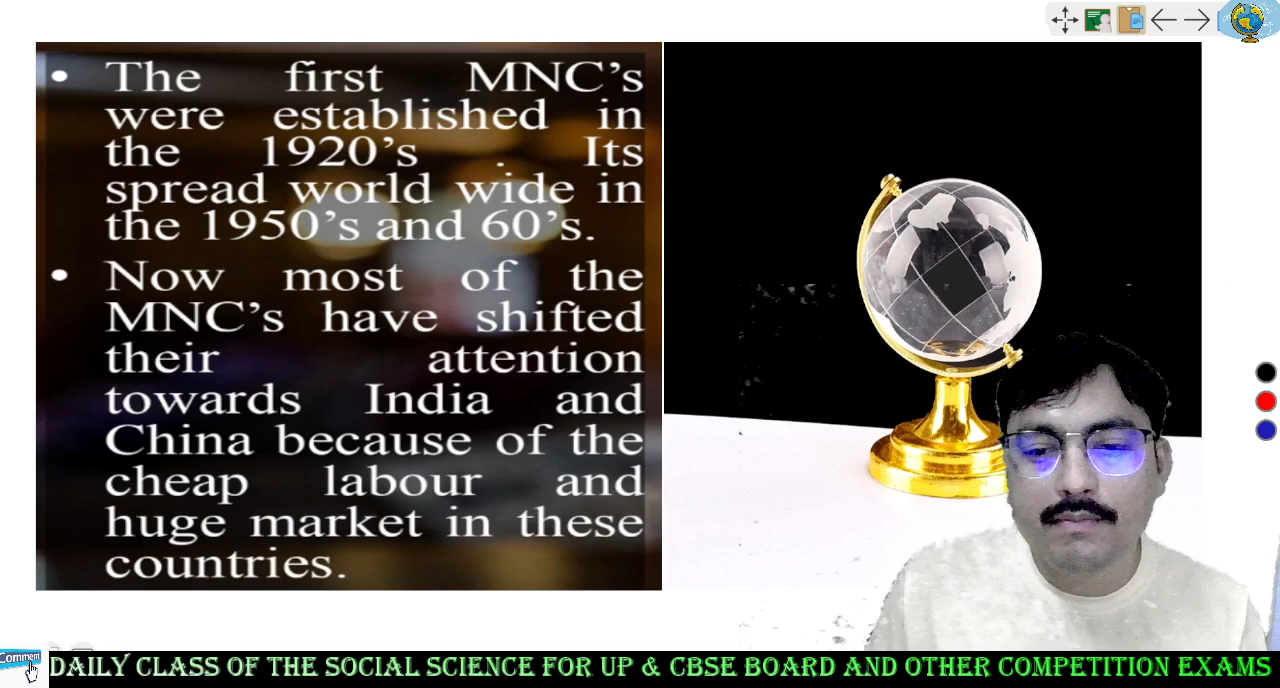 • The first MNC's
were established in
the 1920's . Its
spread world wide in
the 1950's and 60's.
• Now most of the
MNC's have shifted
their attention
towards India and
China because of the
cheap labour and
huge market in these
countries.
Comment
DAILY CLASS OF THE SOCIAL SCIENCE FOR UP & CBSE BOARD AND OTHER COMPETITION EXAMS